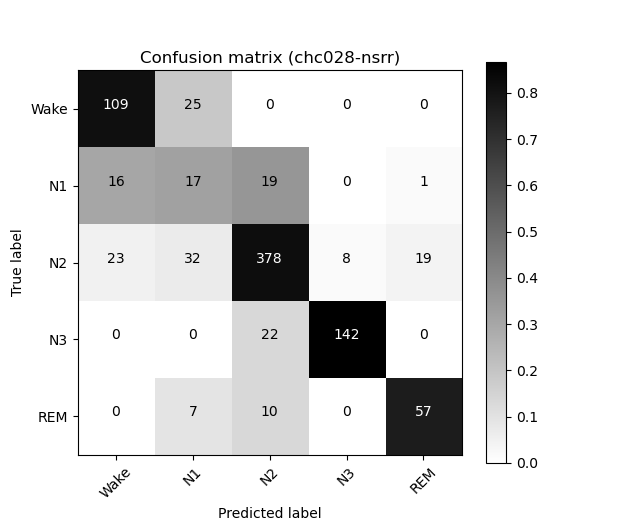 Confusion matrix (chc028-nsrr)
True label
Wake 109 25 0 0 0
N1 16 17 19 0 1
N2 23 32 378 8 19
N3 0 0 22 142 0
REM 0 7 10 0 57
Wake N1 N2 N3 REM
Predicted label
0.8
0.7
0.6
0.5
0.4
0.3
0.2
0.1
0.0